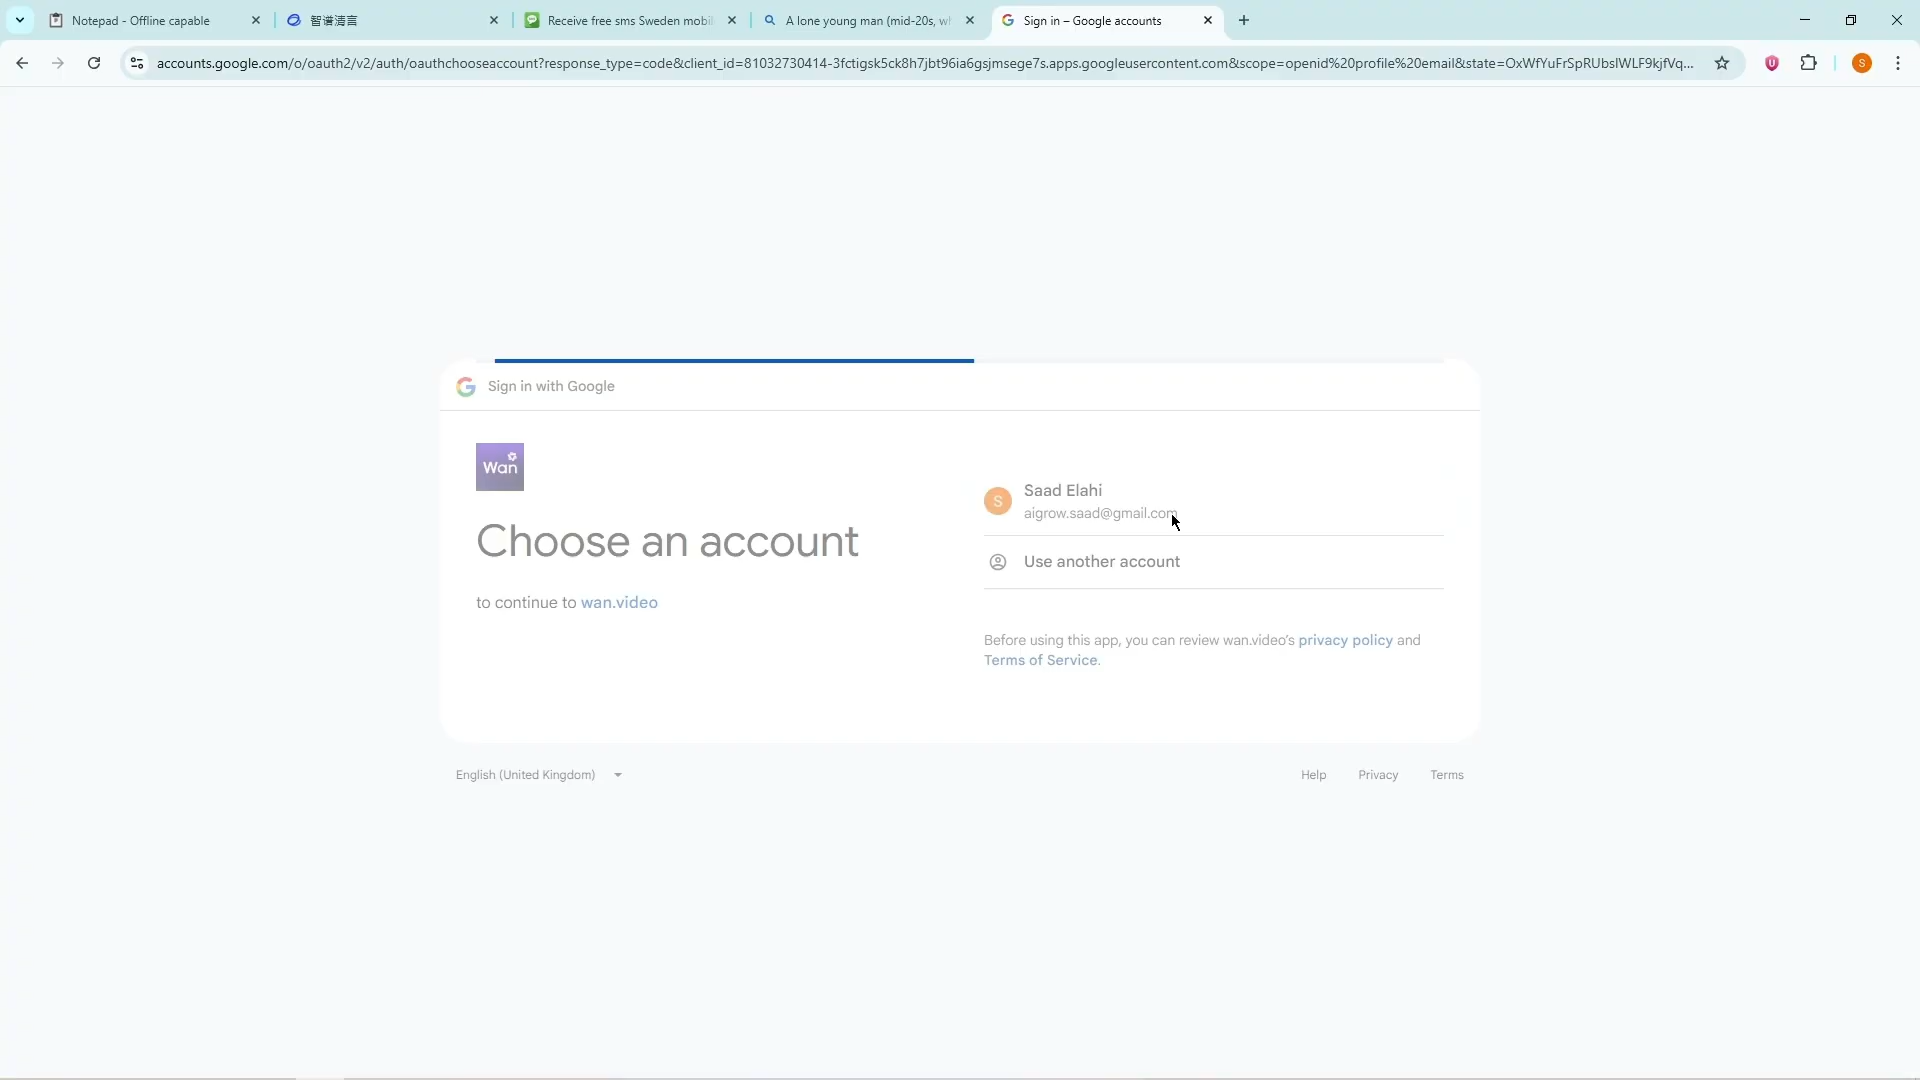 Notepad - Offline capable
智谱清言
Receive free sms Sweden mobil
A lone young man (mid-20s, wh
Sign in – Google accounts
accounts.google.com/o/oauth2/v2/auth/oauthchooseaccount?response_type=code&client_id=81032730414-3fctigsk5ck8h7jbt96ia6gsjmsege7s.apps.googleusercontent.com&scope=openid%20profile%20email&state=OxWfYuFrSpRUbsIWLF9kjfVq...
S
Sign in with Google
Wan
Choose an account
to continue to wan.video
S
Saad Elahi
aigrow.saad@gmail.com
Use another account
Before using this app, you can review wan.video's privacy policy and
Terms of Service.
English (United Kingdom)
Help
Privacy
Terms